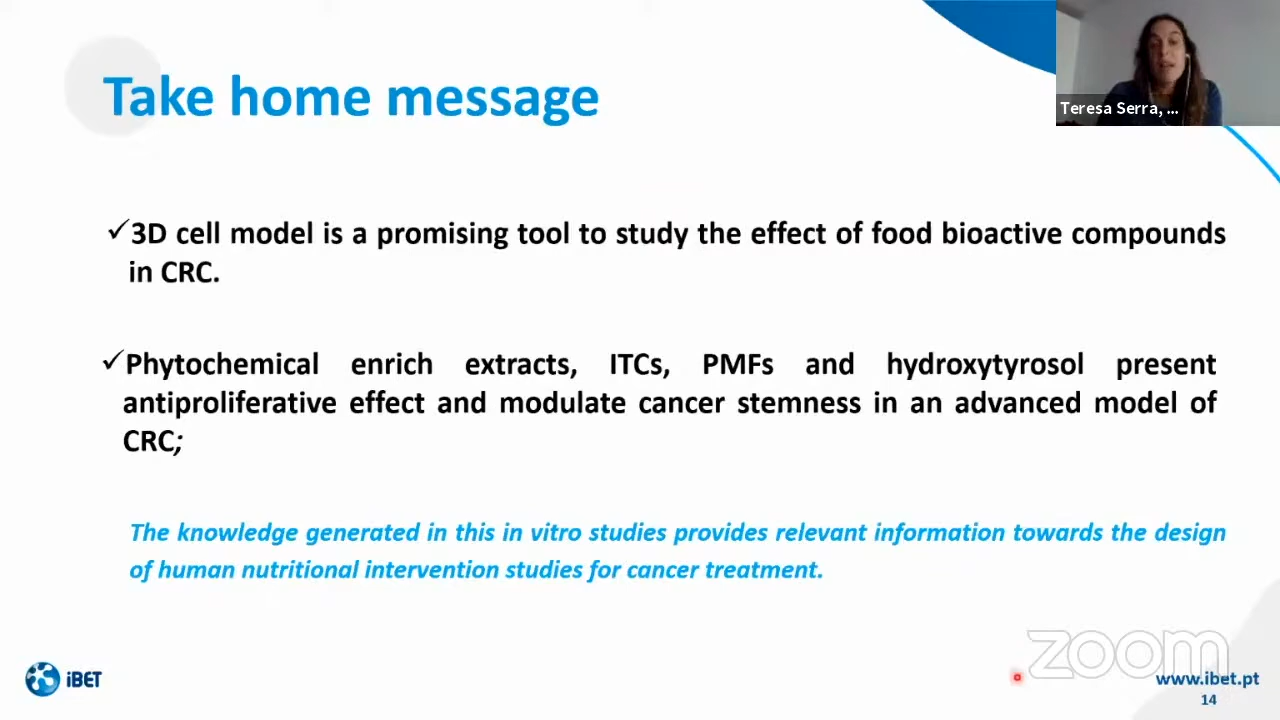 Take home message
Teresa Serra, ...
✓3D cell model is a promising tool to study the effect of food bioactive compounds
in CRC.
✓Phytochemical enrich extracts, ITCs, PMFs and hydroxytyrosol present
antiproliferative effect and modulate cancer stemness in an advanced model of
CRC;
The knowledge generated in this in vitro studies provides relevant information towards the design
of human nutritional intervention studies for cancer treatment.
zoom
iBET
www.ibet.pt
14